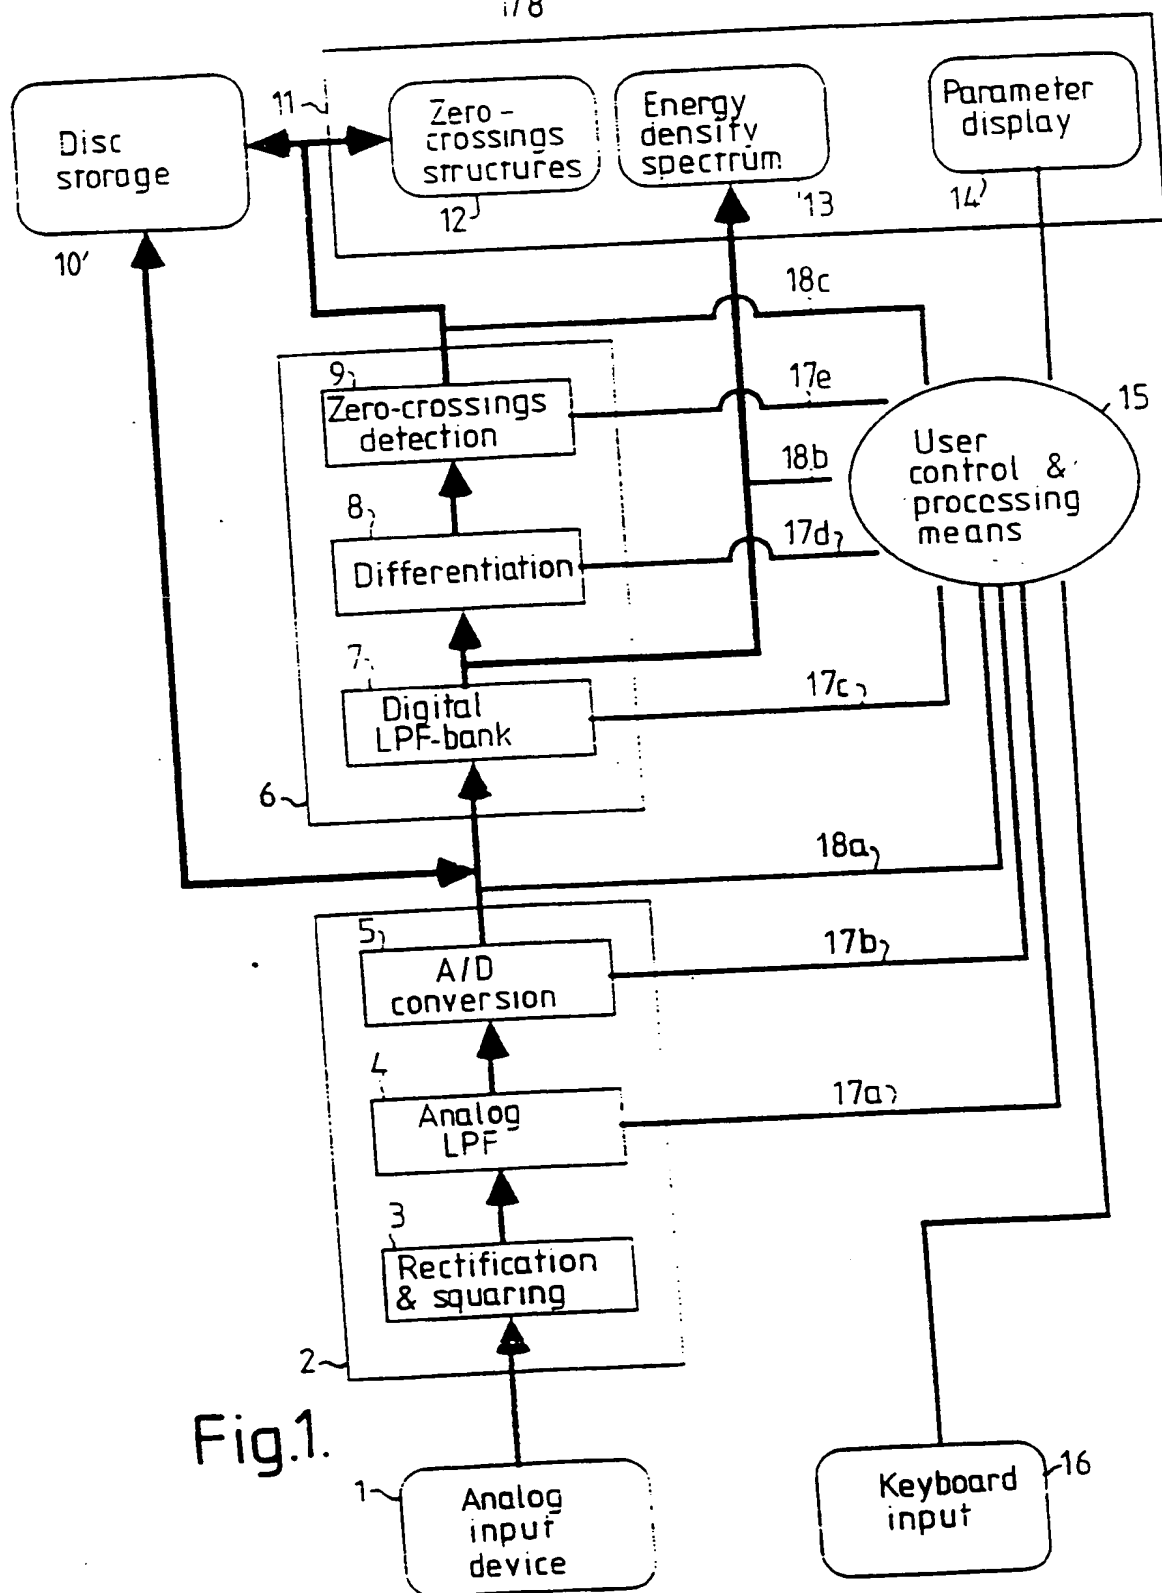 1/8
Disc
storage
10'
11
Zero-
crossings
structures
12
Energy
density
spectrum
13
Parameter
display
14
18c
9
Zero-crossings
detection
17e
15
User
control &
processing
means
18b
8
Differentiation
17d
7
Digital
LPF-bank
17c
6
18a
5
A/D
conversion
17b
4
Analog
LPF
17a
3
Rectification
& squaring
2
Fig.1.
1
Analog
input
device
Keyboard
input
16